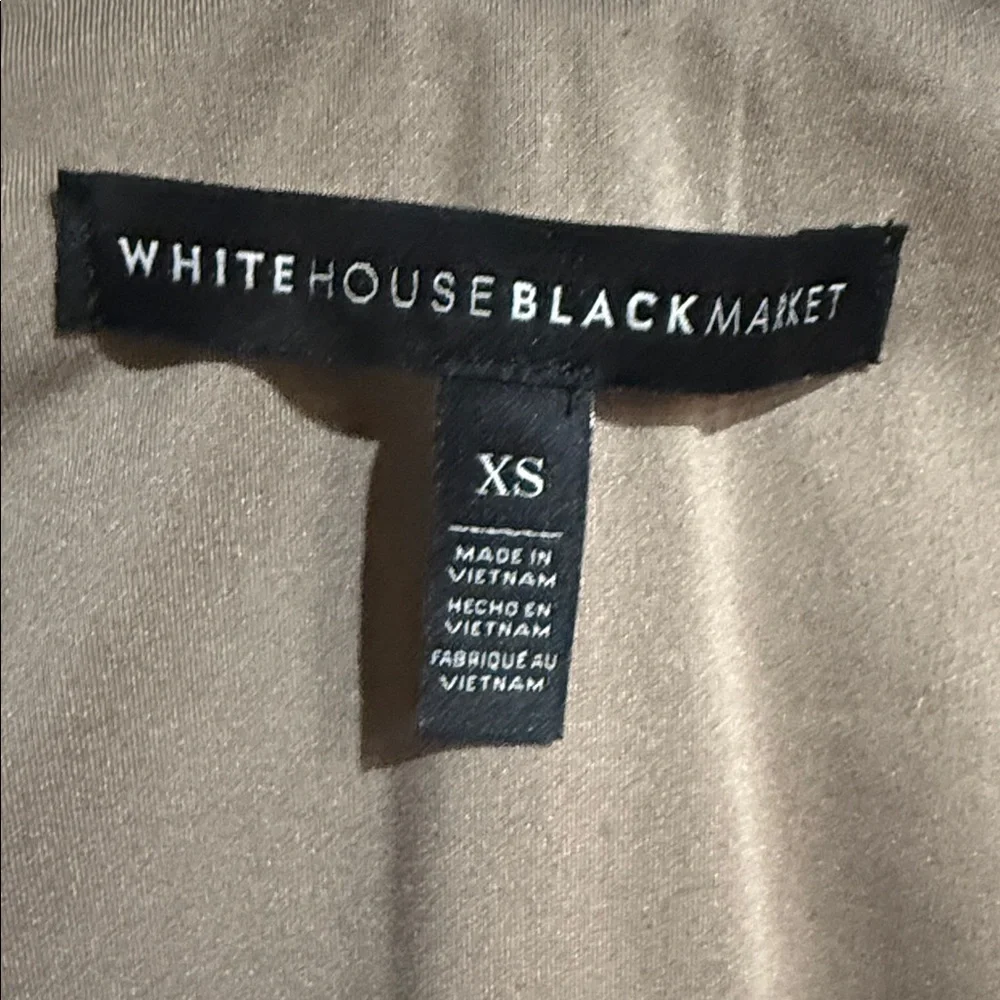 WHITEHOUSEBLACKMARKET
XS
MADE IN
VIETNAM
HECHO EN
VIETNAM
FABRIQUÉ AU
VIETNAM